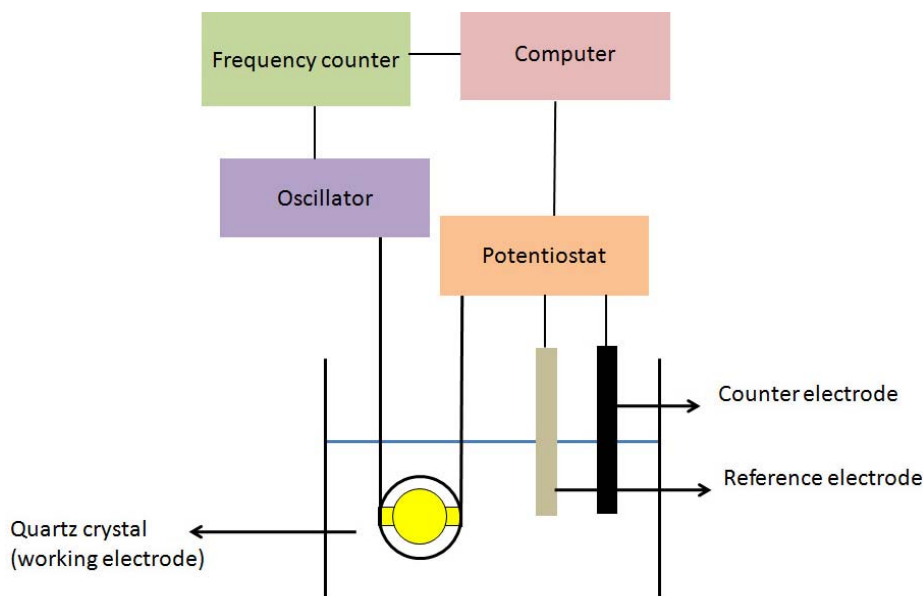 Frequency counter
Computer
Oscillator
Potentiostat
Counter electrode
Reference electrode
Quartz crystal
(working electrode)